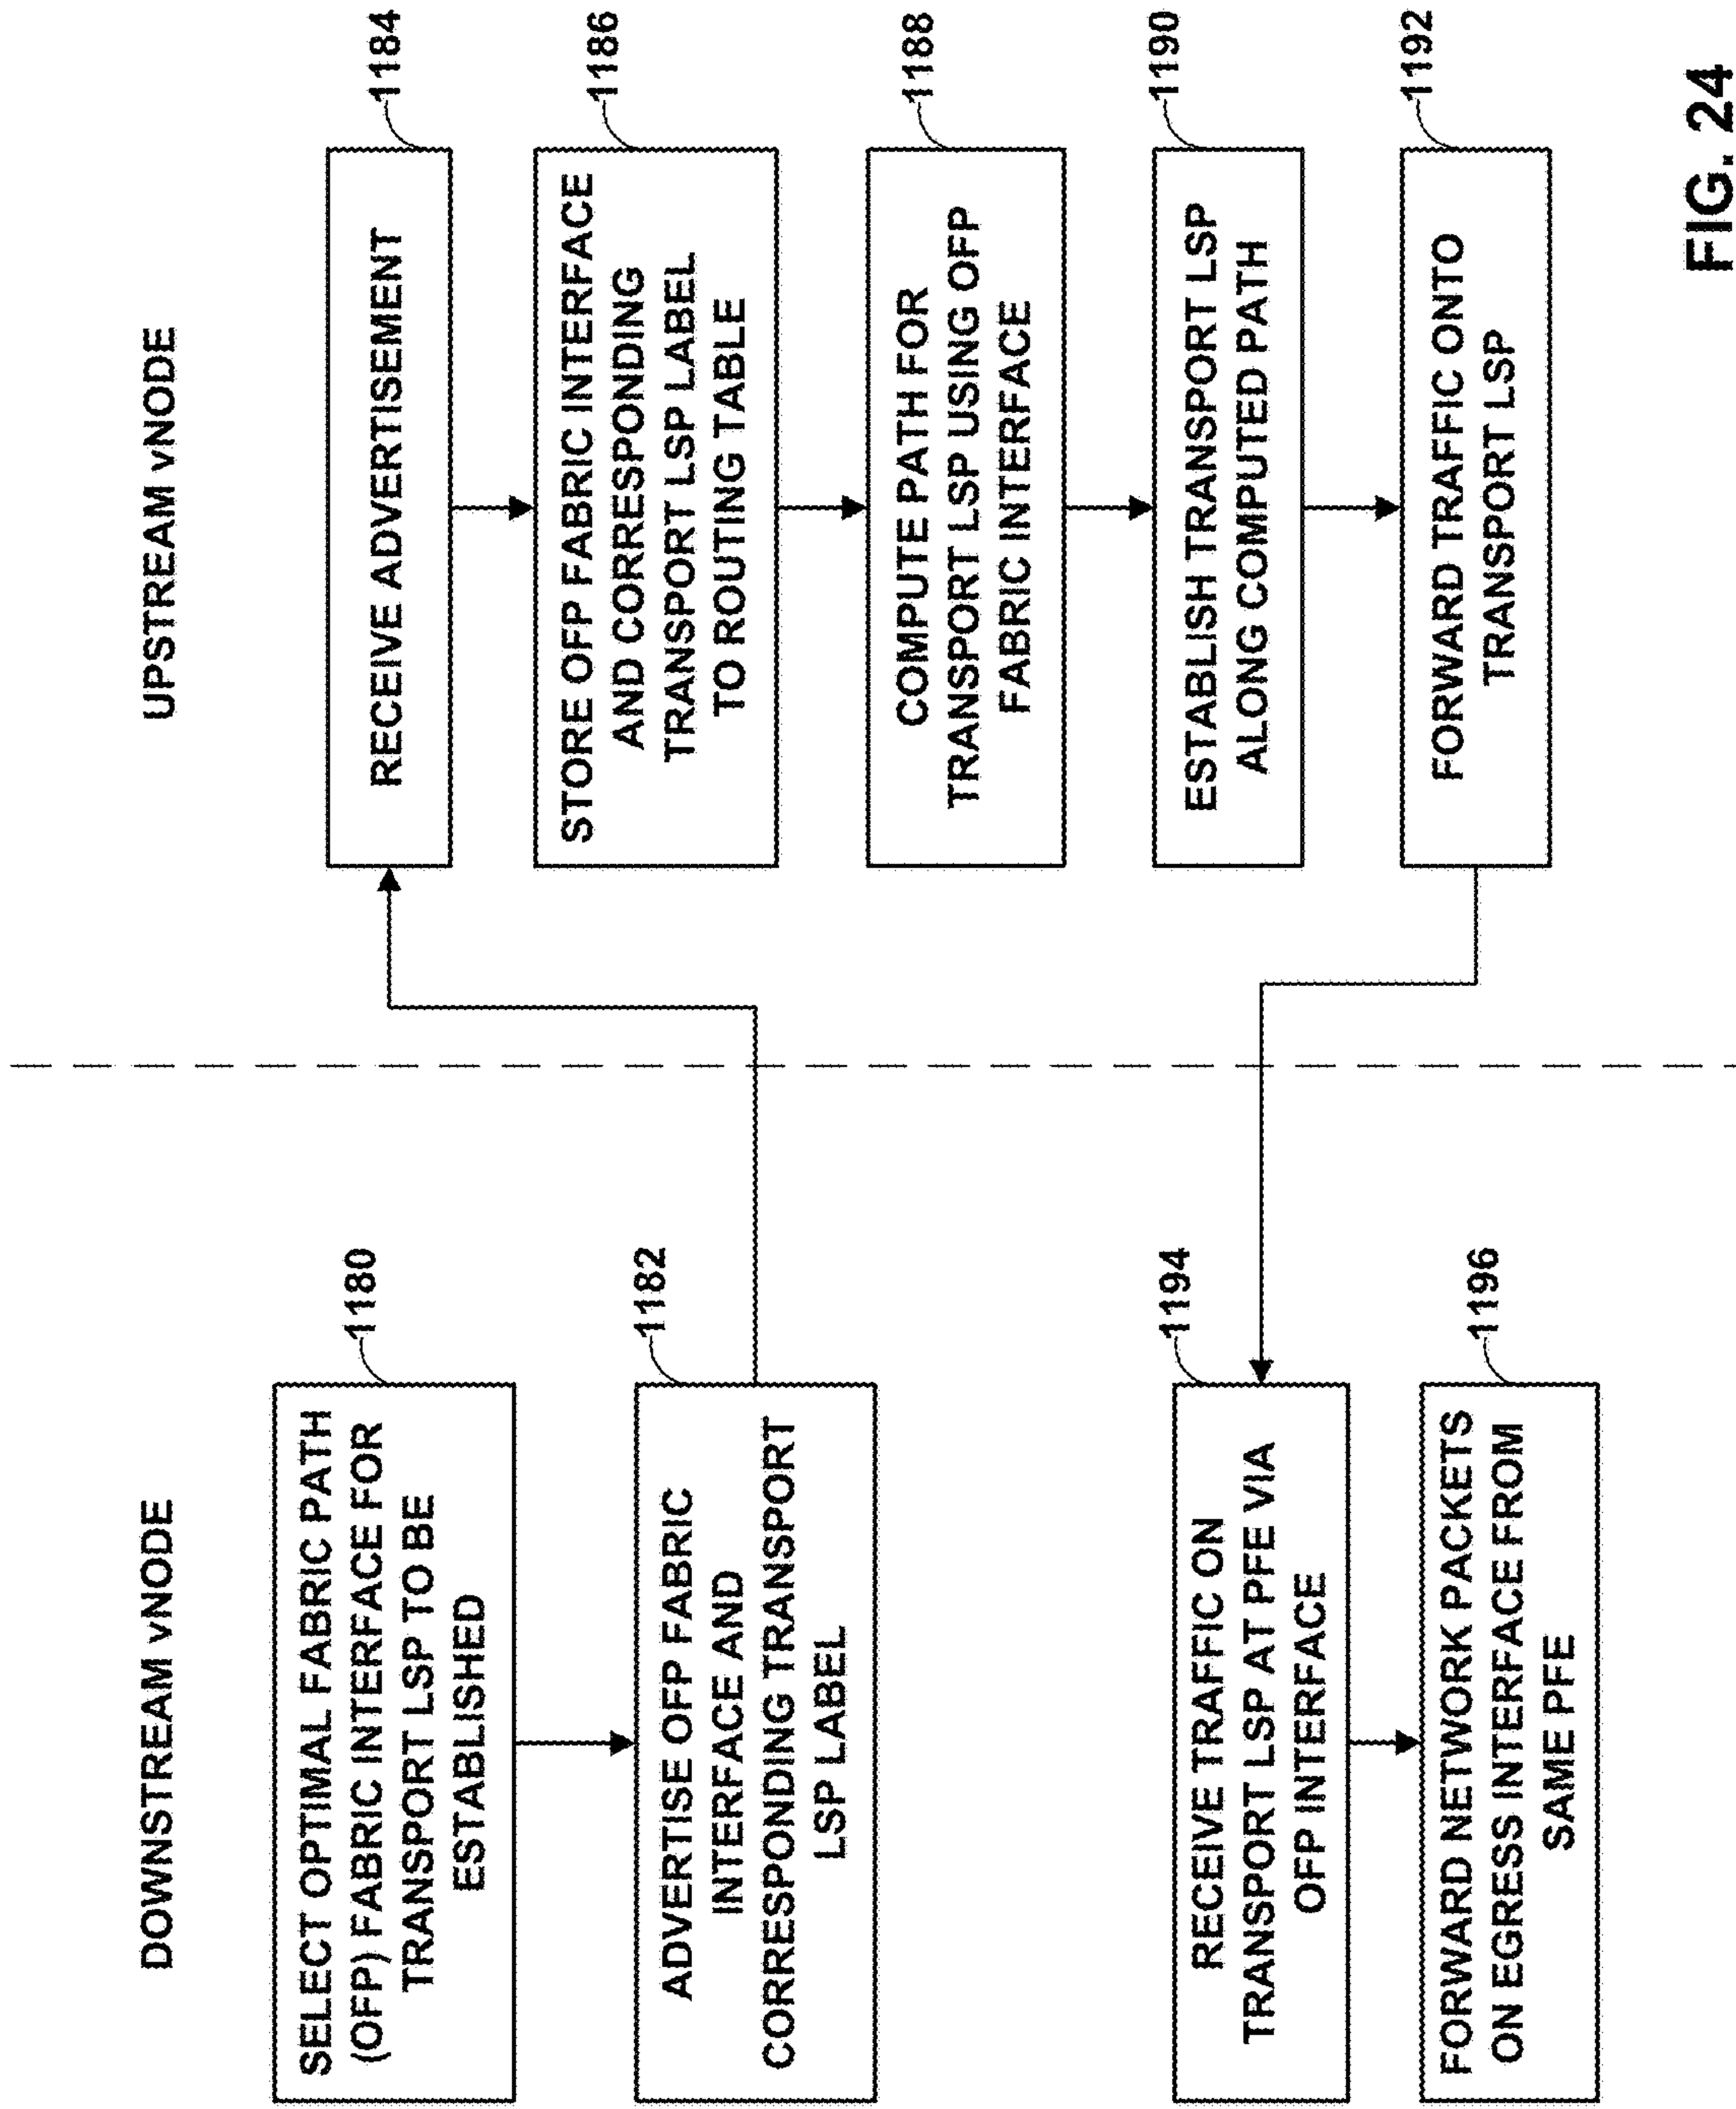 DOWNSTREAM vNODE
SELECT OPTIMAL FABRIC PATH
(OFP) FABRIC INTERFACE FOR
TRANSPORT LSP TO BE
ESTABLISHED
1180
ADVERTISE OFP FABRIC
INTERFACE AND
CORRESPONDING TRANSPORT
LSP LABEL
1182
UPSTREAM vNODE
RECEIVE ADVERTISEMENT
1184
STORE OFP FABRIC INTERFACE
AND CORRESPONDING
TRANSPORT LSP LABEL
TO ROUTING TABLE
1186
COMPUTE PATH FOR
TRANSPORT LSP USING OFP
FABRIC INTERFACE
1188
ESTABLISH TRANSPORT LSP
ALONG COMPUTED PATH
1190
FORWARD TRAFFIC ONTO
TRANSPORT LSP
1192
RECEIVE TRAFFIC ON
TRANSPORT LSP AT PFE VIA
OFP INTERFACE
1194
FORWARD NETWORK PACKETS
ON EGRESS INTERFACE FROM
SAME PFE
1196
FIG. 24